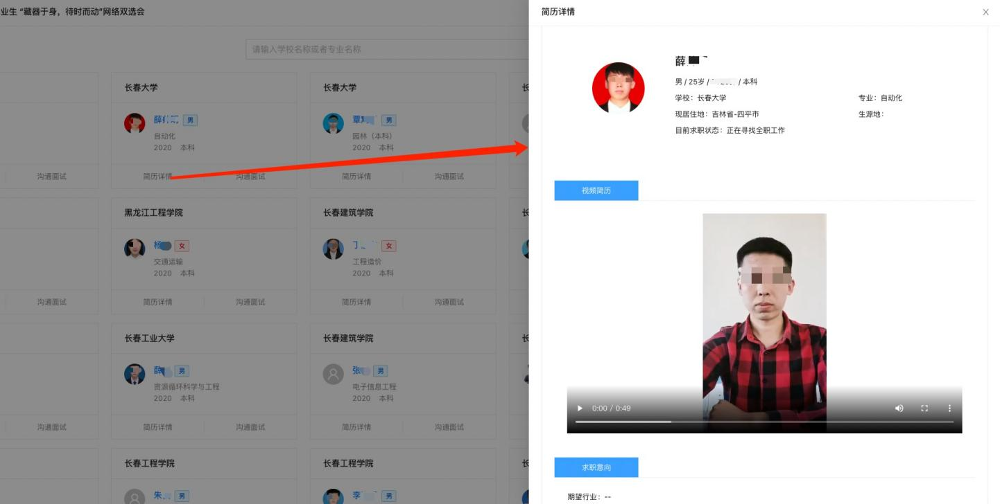 业生 “藏器于身，待时而动”网络双选会
请输入学校名称或者专业名称
长春大学
薛
男
自动化
2020 本科
简历详情
沟通面试
长春大学
覃
男
园林（本科）
2020 本科
简历详情
沟通面试
长
沟通面试
黑龙江工程学院
杨
女
交通运输
2020 本科
简历详情
沟通面试
长春建筑学院
丁
女
工程造价
2020 本科
简历详情
沟通面试
长
沟通面试
长春工业大学
薛
男
资源循环科学与工程
2020 本科
简历详情
沟通面试
长春建筑学院
张
男
电子信息工程
2020 本科
简历详情
沟通面试
长
沟通面试
长春工程学院
朱
男
长春工程学院
李
男
长
简历详情
X
薛
男 / 25岁 / / 本科
学校：长春大学
专业：自动化
现居住地：吉林省-四平市
生源地：
目前求职状态：正在寻找全职工作
视频简历
0:00 / 0:49
求职意向
期望行业：--